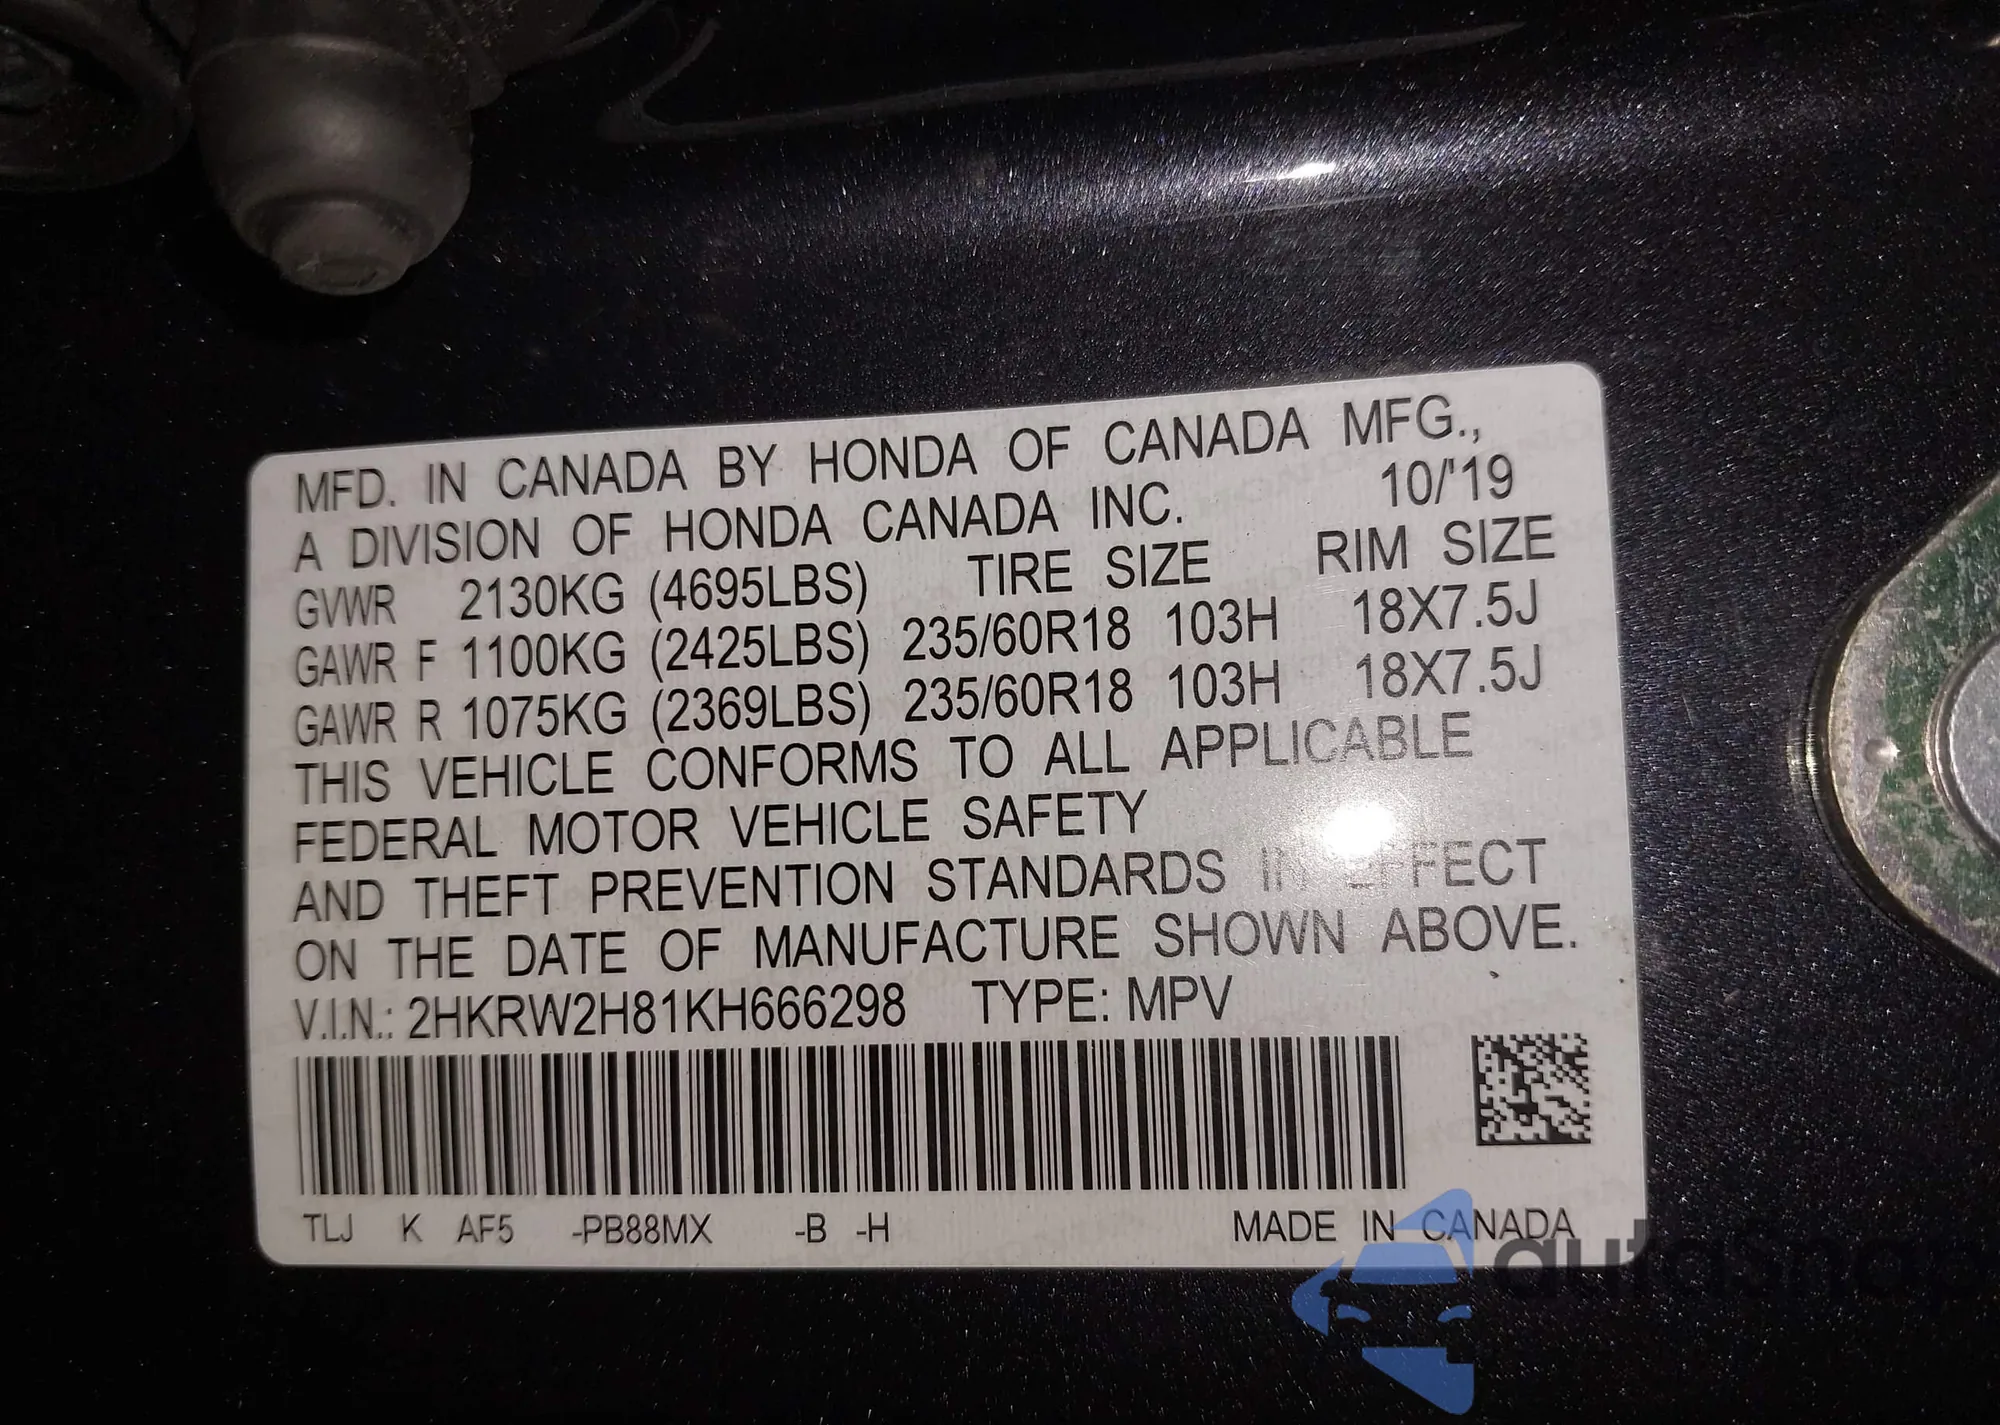 MFD. IN CANADA BY HONDA OF CANADA MFG.,
A DIVISION OF HONDA CANADA INC. 10/'19
GVWR 2130KG (4695LBS) TIRE SIZE RIM SIZE
GAWR F 1100KG (2425LBS) 235/60R18 103H 18X7.5J
GAWR R 1075KG (2369LBS) 235/60R18 103H 18X7.5J
THIS VEHICLE CONFORMS TO ALL APPLICABLE
FEDERAL MOTOR VEHICLE SAFETY
AND THEFT PREVENTION STANDARDS IN EFFECT
ON THE DATE OF MANUFACTURE SHOWN ABOVE.
V.I.N.: 2HKRW2H81KH666298 TYPE: MPV
TLJ K AF5 -PB88MX -B -H MADE IN CANADA
autosnap